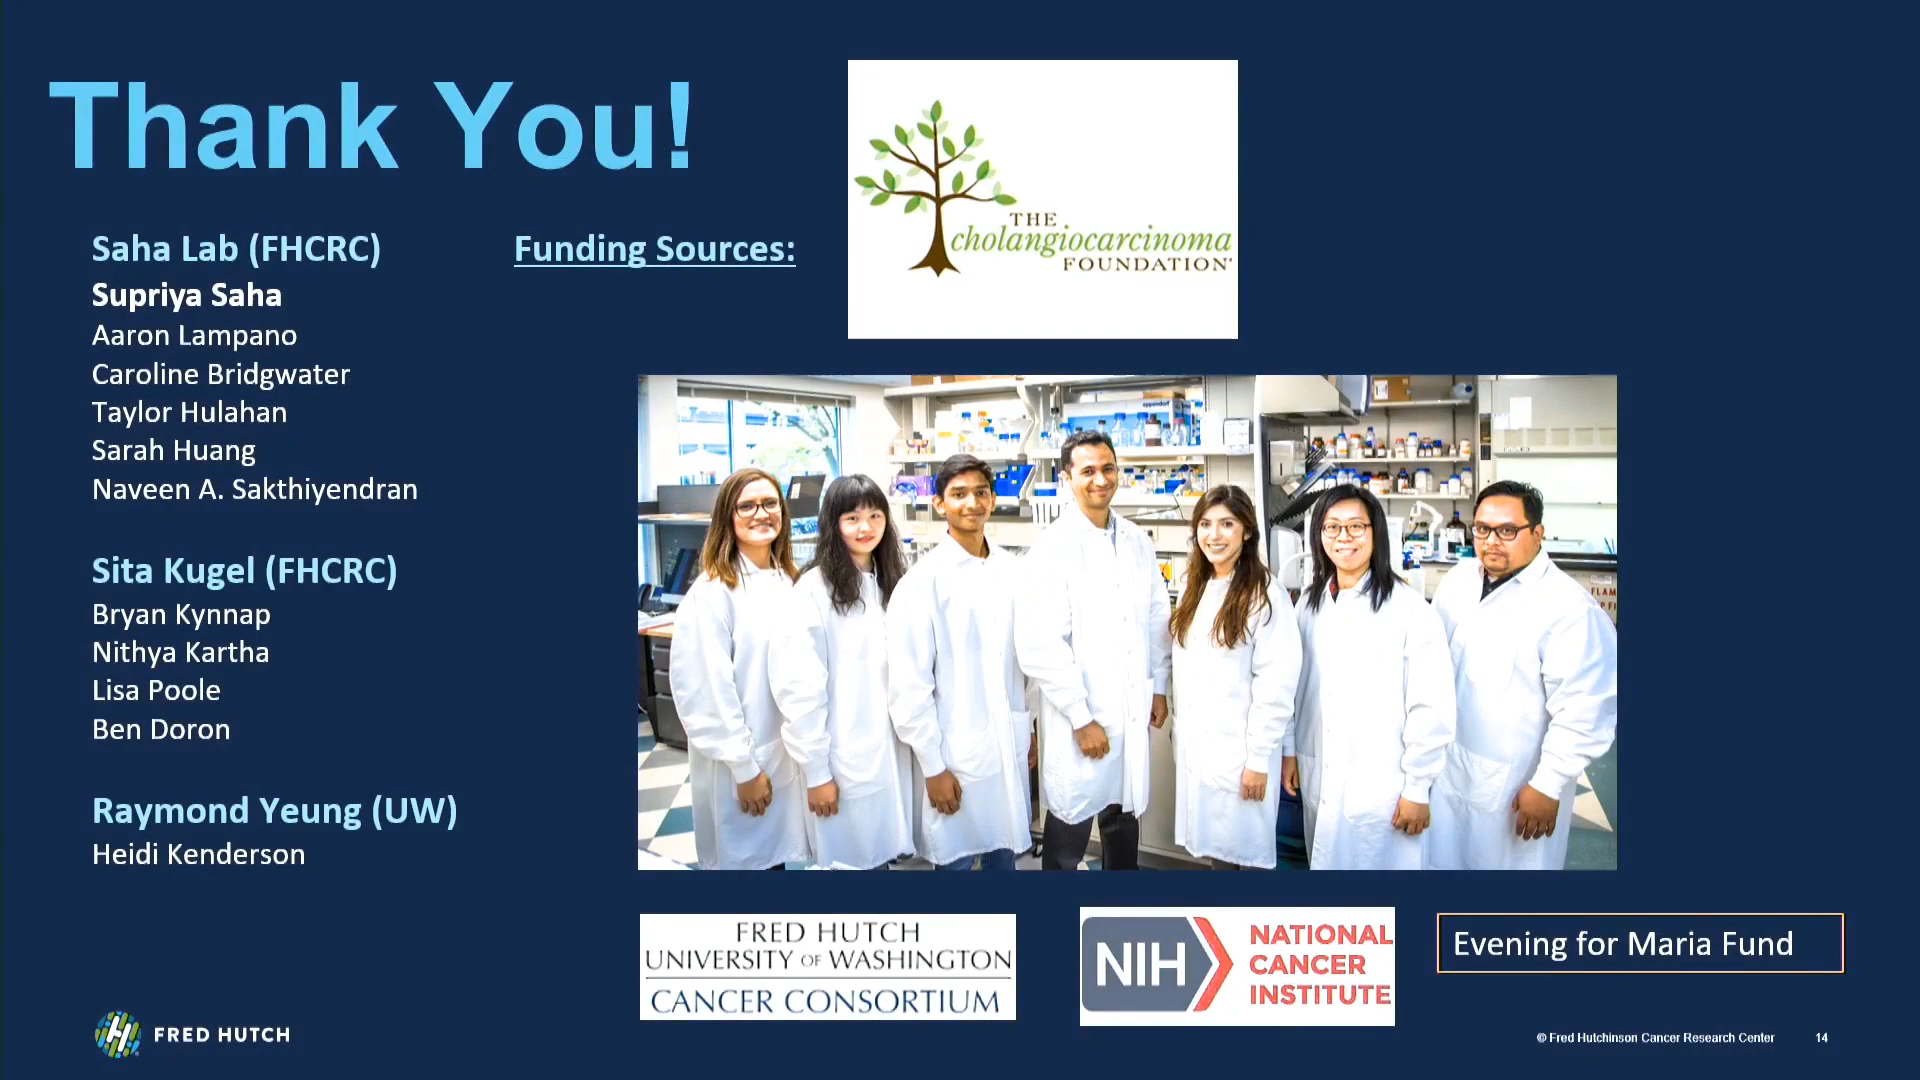 Thank You!
THE
cholangiocarcinoma
FOUNDATION
Saha Lab (FHCRC)
Supriya Saha
Aaron Lampano
Caroline Bridgwater
Taylor Hulahan
Sarah Huang
Naveen A. Sakthiyendran
Sita Kugel (FHCRC)
Bryan Kynnap
Nithya Kartha
Lisa Poole
Ben Doron
Raymond Yeung (UW)
Heidi Kenderson
Funding Sources:
eppendorf
FRED HUTCH
UNIVERSITY OF WASHINGTON
CANCER CONSORTIUM
NIH
NATIONAL
CANCER
INSTITUTE
Evening for Maria Fund
FRED HUTCH
© Fred Hutchinson Cancer Research Center
14